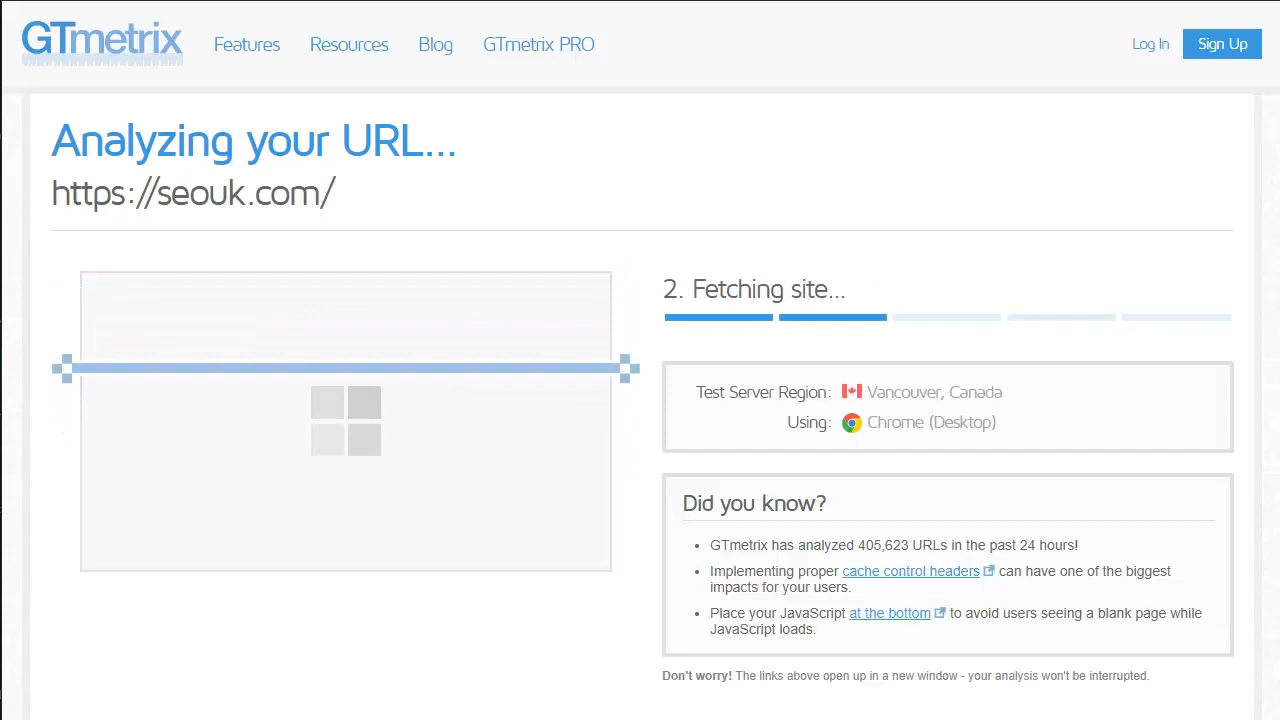 GTmetrix
Features Resources Blog GTmetrix PRO
Log In Sign Up
Analyzing your URL...
https://seouk.com/
2. Fetching site...
Test Server Region: Vancouver, Canada
Using: Chrome (Desktop)
Did you know?
• GTmetrix has analyzed 405,623 URLs in the past 24 hours!
• Implementing proper cache control headers can have one of the biggest
impacts for your users.
• Place your JavaScript at the bottom to avoid users seeing a blank page while
JavaScript loads.
Don't worry! The links above open up in a new window - your analysis won't be interrupted.